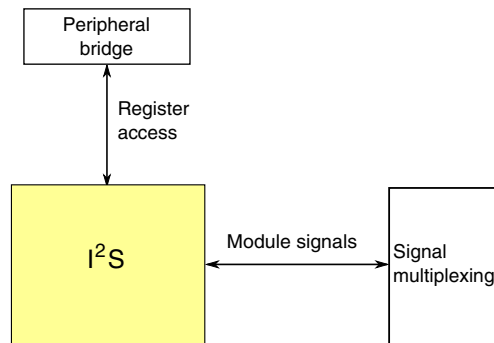 Peripheral
bridge
Register
access
I²S
Module signals
Signal
multiplexing